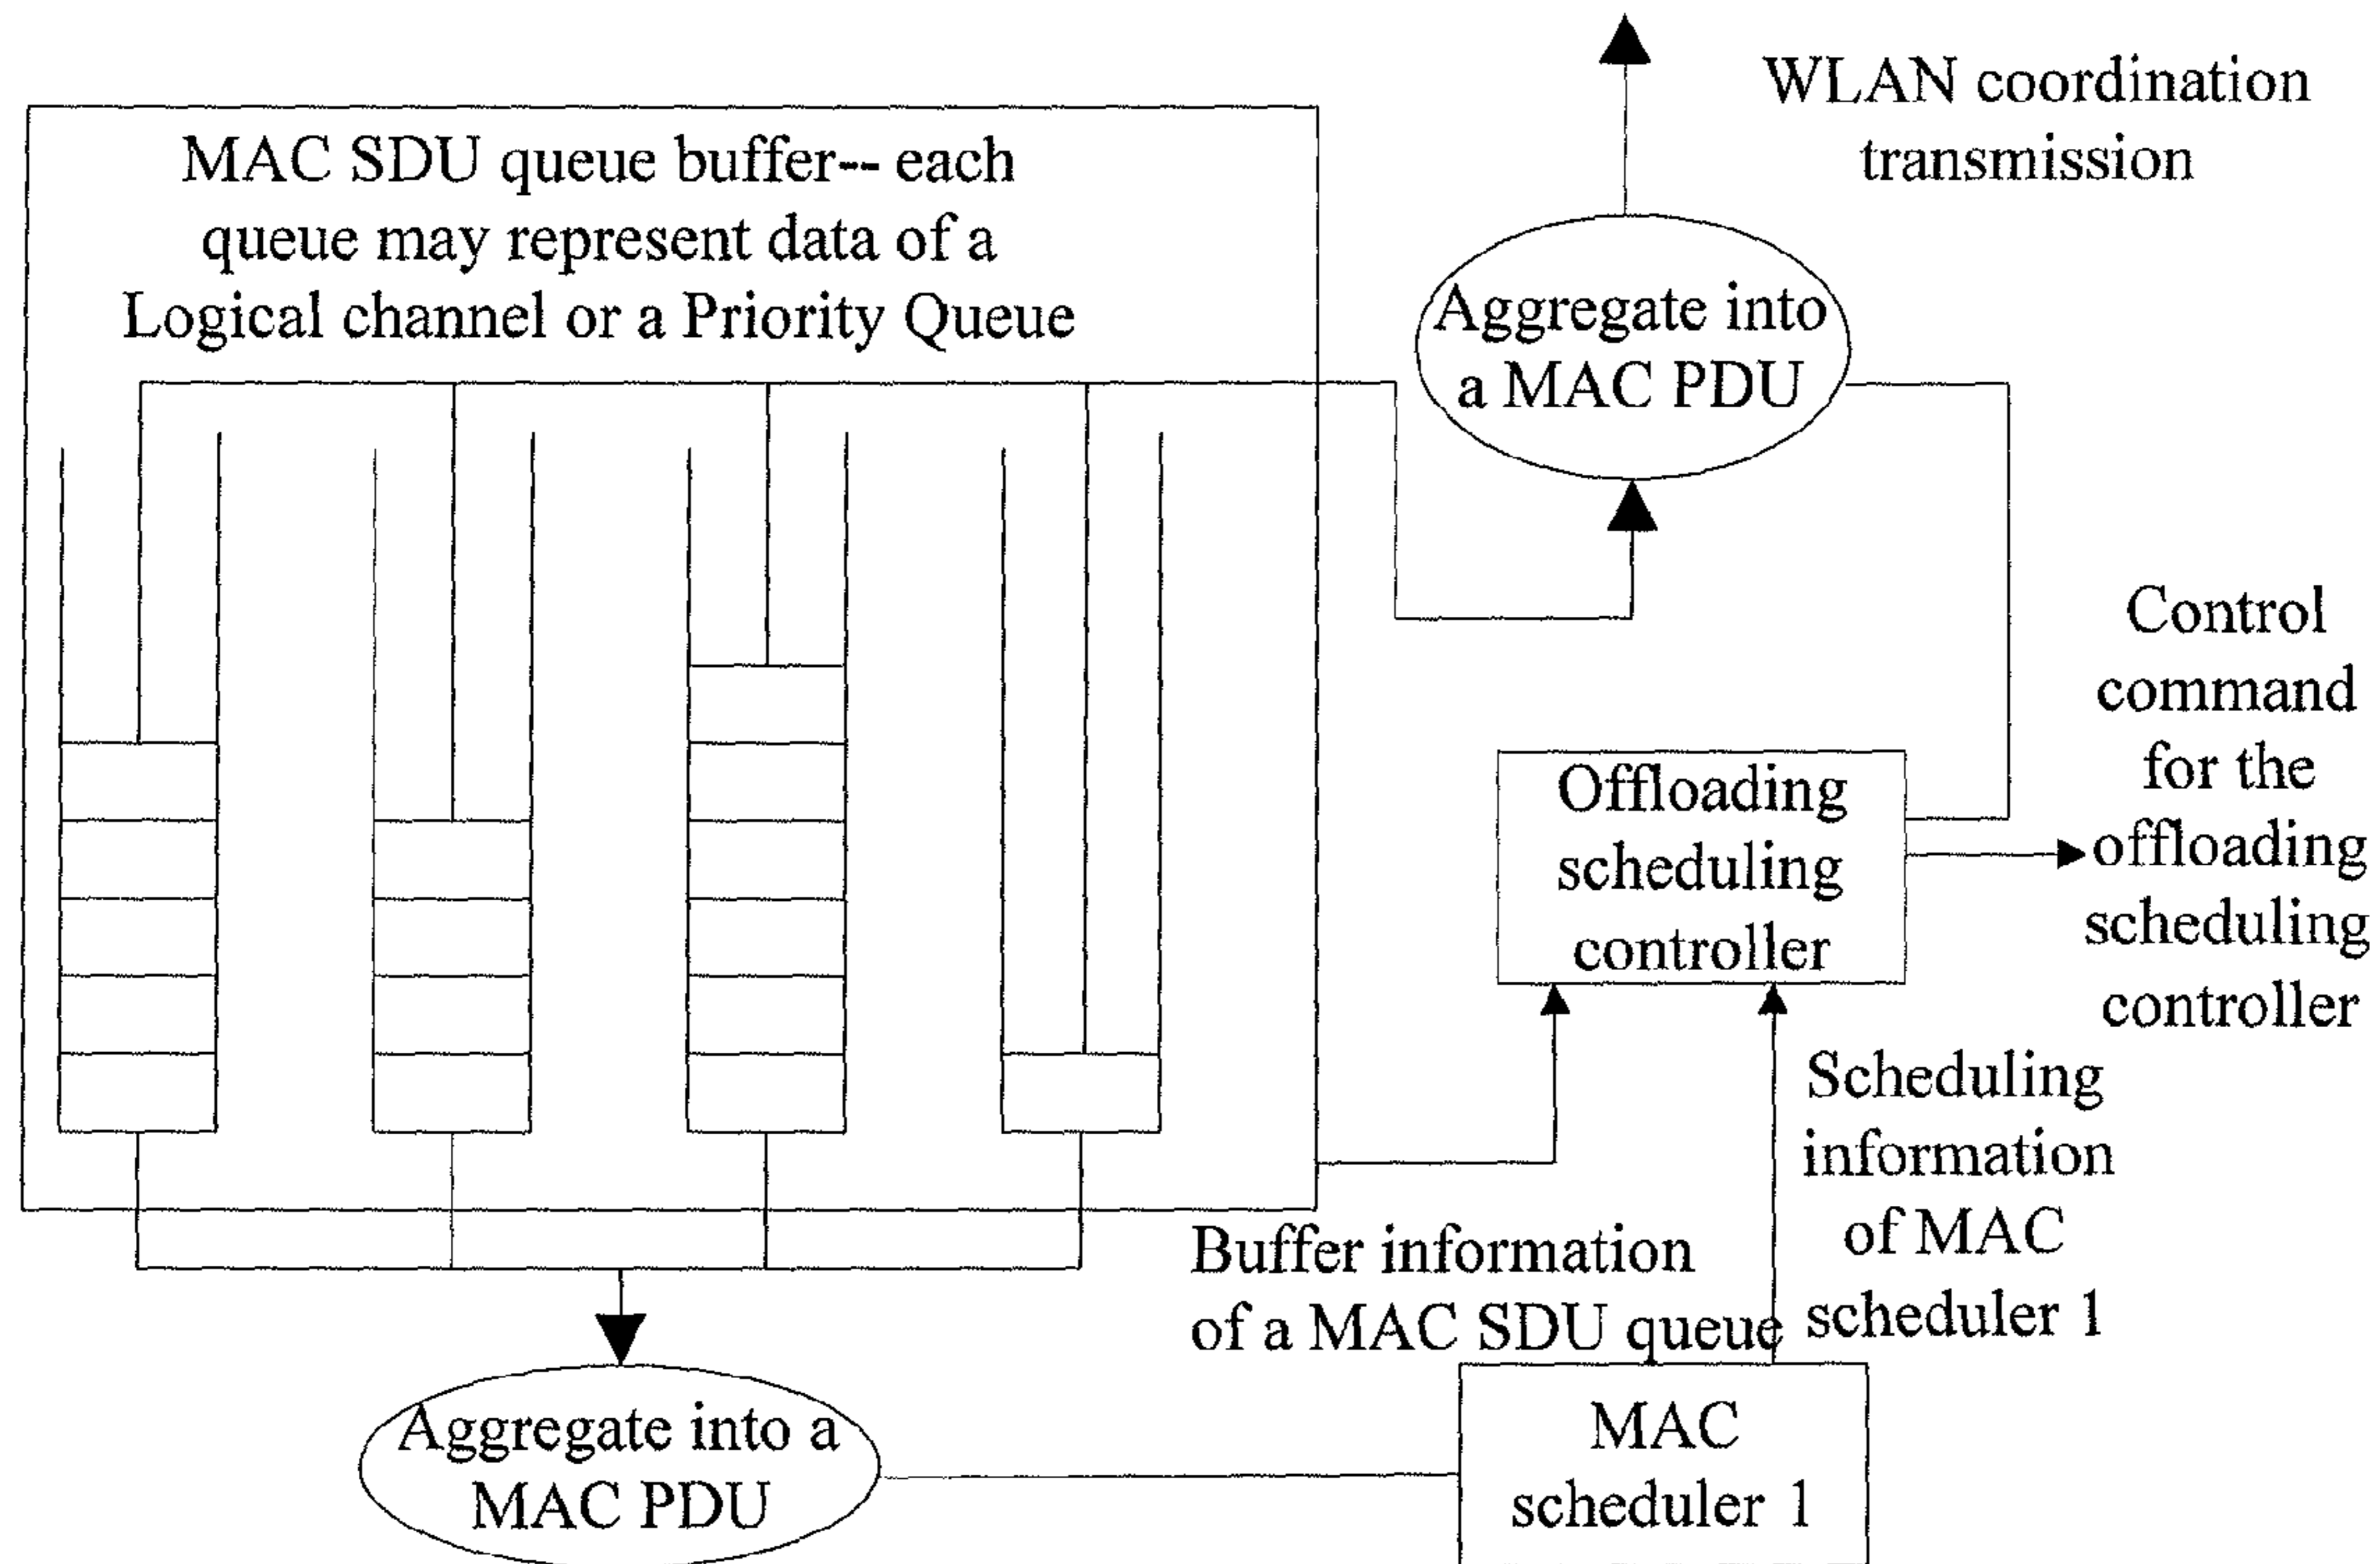 WLAN coordination
transmission
MAC SDU queue buffer-- each
queue may represent data of a
Logical channel or a Priority Queue
Aggregate into
a MAC PDU
Control
command
for the
offloading
scheduling
controller
Offloading
scheduling
controller
Scheduling
information
of MAC
scheduler 1
Buffer information
of a MAC SDU queue
Aggregate into a
MAC PDU
MAC
scheduler 1